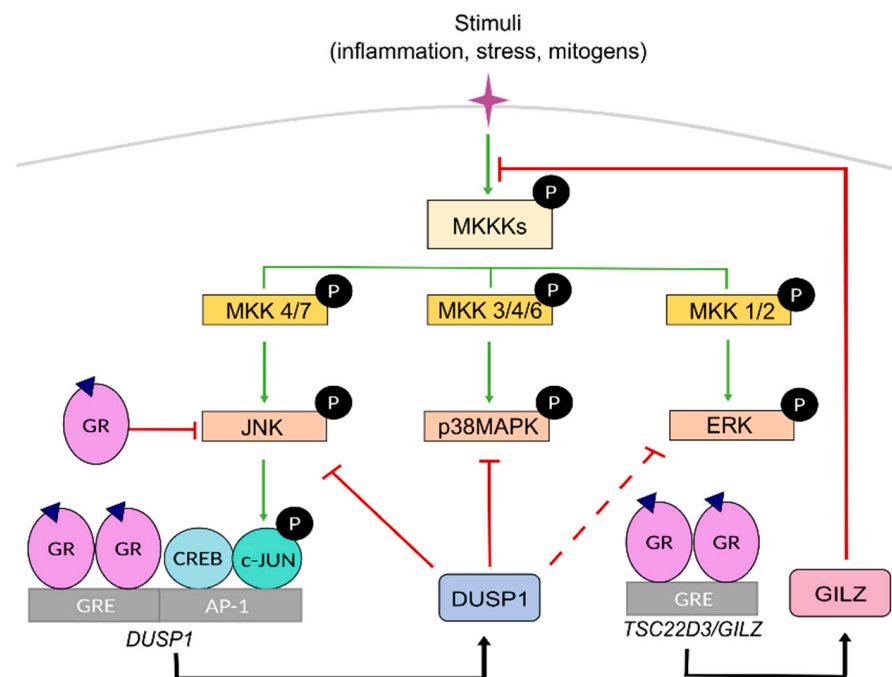 Stimuli
(inflammation, stress, mitogens)
P
MKKKs
P
P
P
MKK 4/7
MKK 3/4/6
MKK 1/2
P
P
P
GR
JNK
p38MAPK
ERK
P
GR
GR
CREB
c-JUN
GR
GR
GRE
AP-1
DUSP1
GRE
GILZ
DUSP1
TSC22D3/GILZ